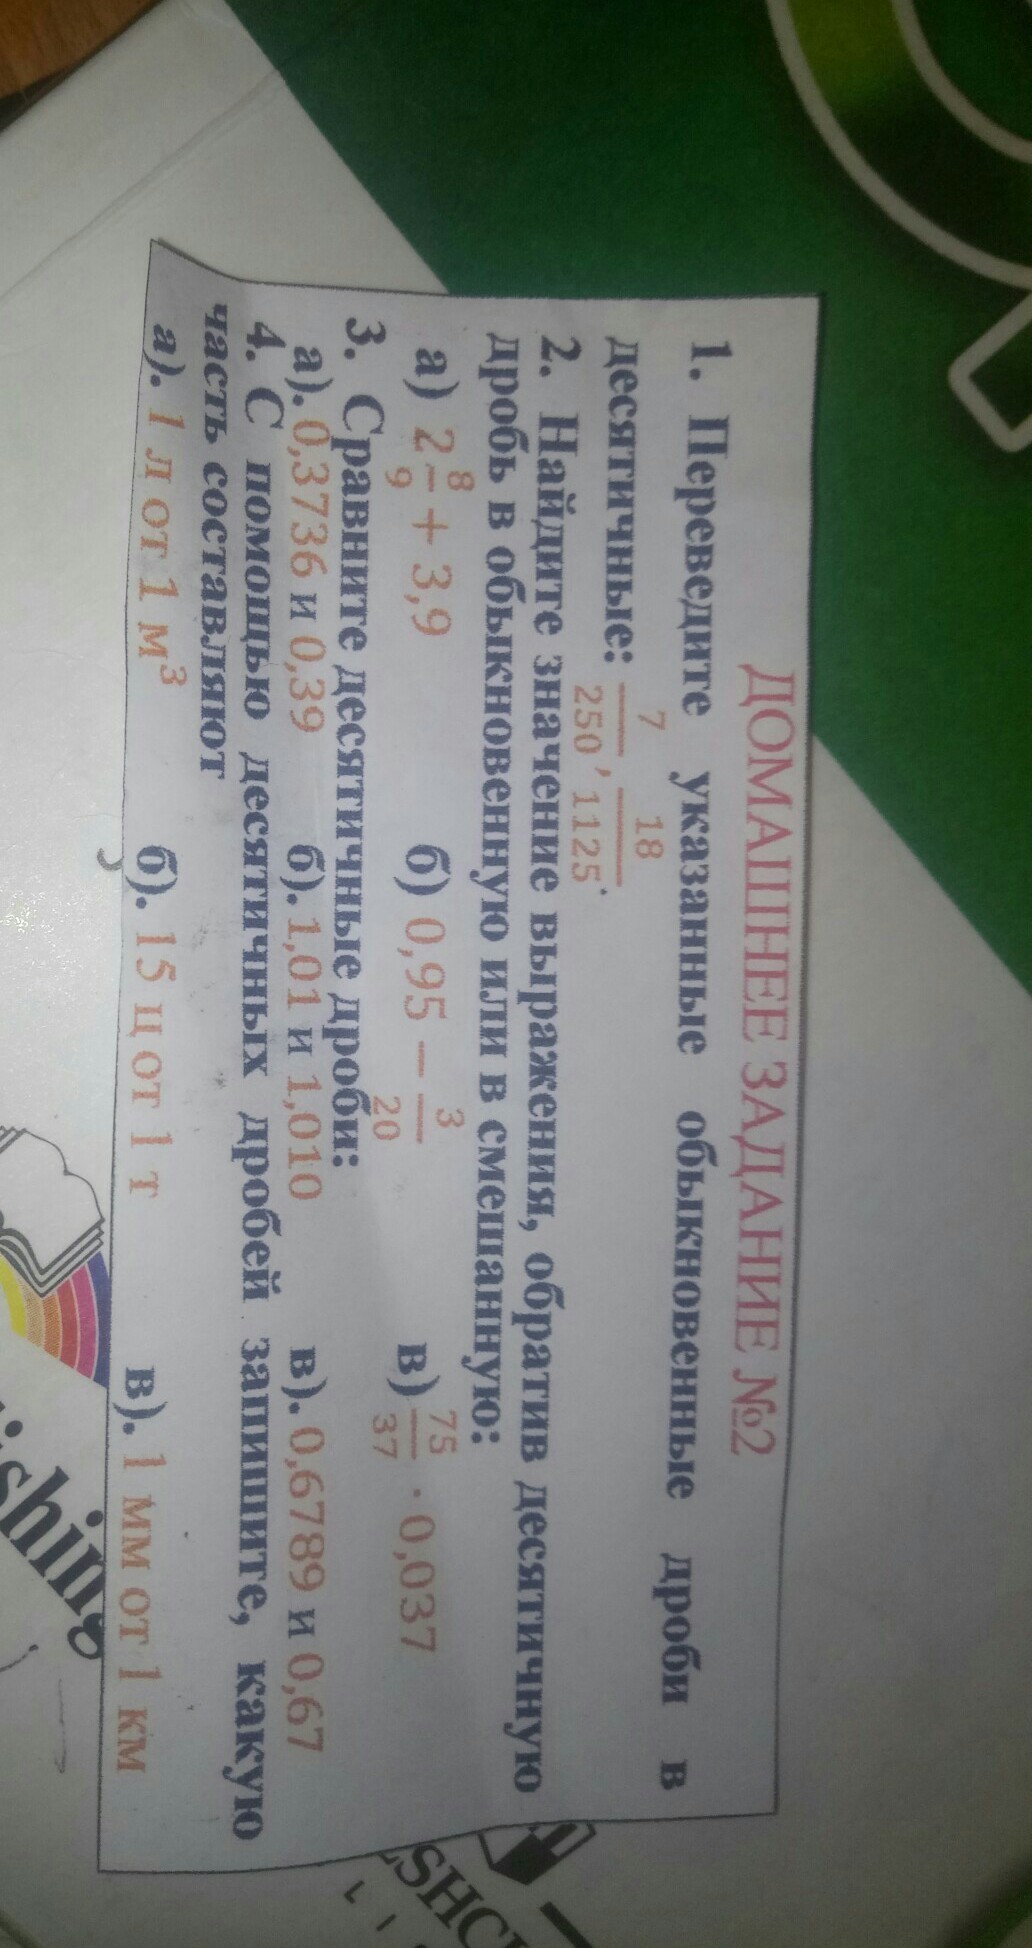 ДОМАШНЕЕ ЗАДАНИЕ №2
1. Переведите указанные обыкновенные дроби в
десятичные: 7/250, 18/1125.
2. Найдите значение выражения, обратив десятичную
дробь в обыкновенную или в смешанную:
а) 2 8/9 + 3,9 б) 0,95 − 3/20 в) 75/37 · 0,037
3. Сравните десятичные дроби:
а). 0,3736 и 0,39 б). 1,01 и 1,010 в). 0,6789 и 0,67
4. С помощью десятичных дробей запишите, какую
часть составляют
а). 1 л от 1 м³ б). 15 ц от 1 т в). 1 мм от 1 км